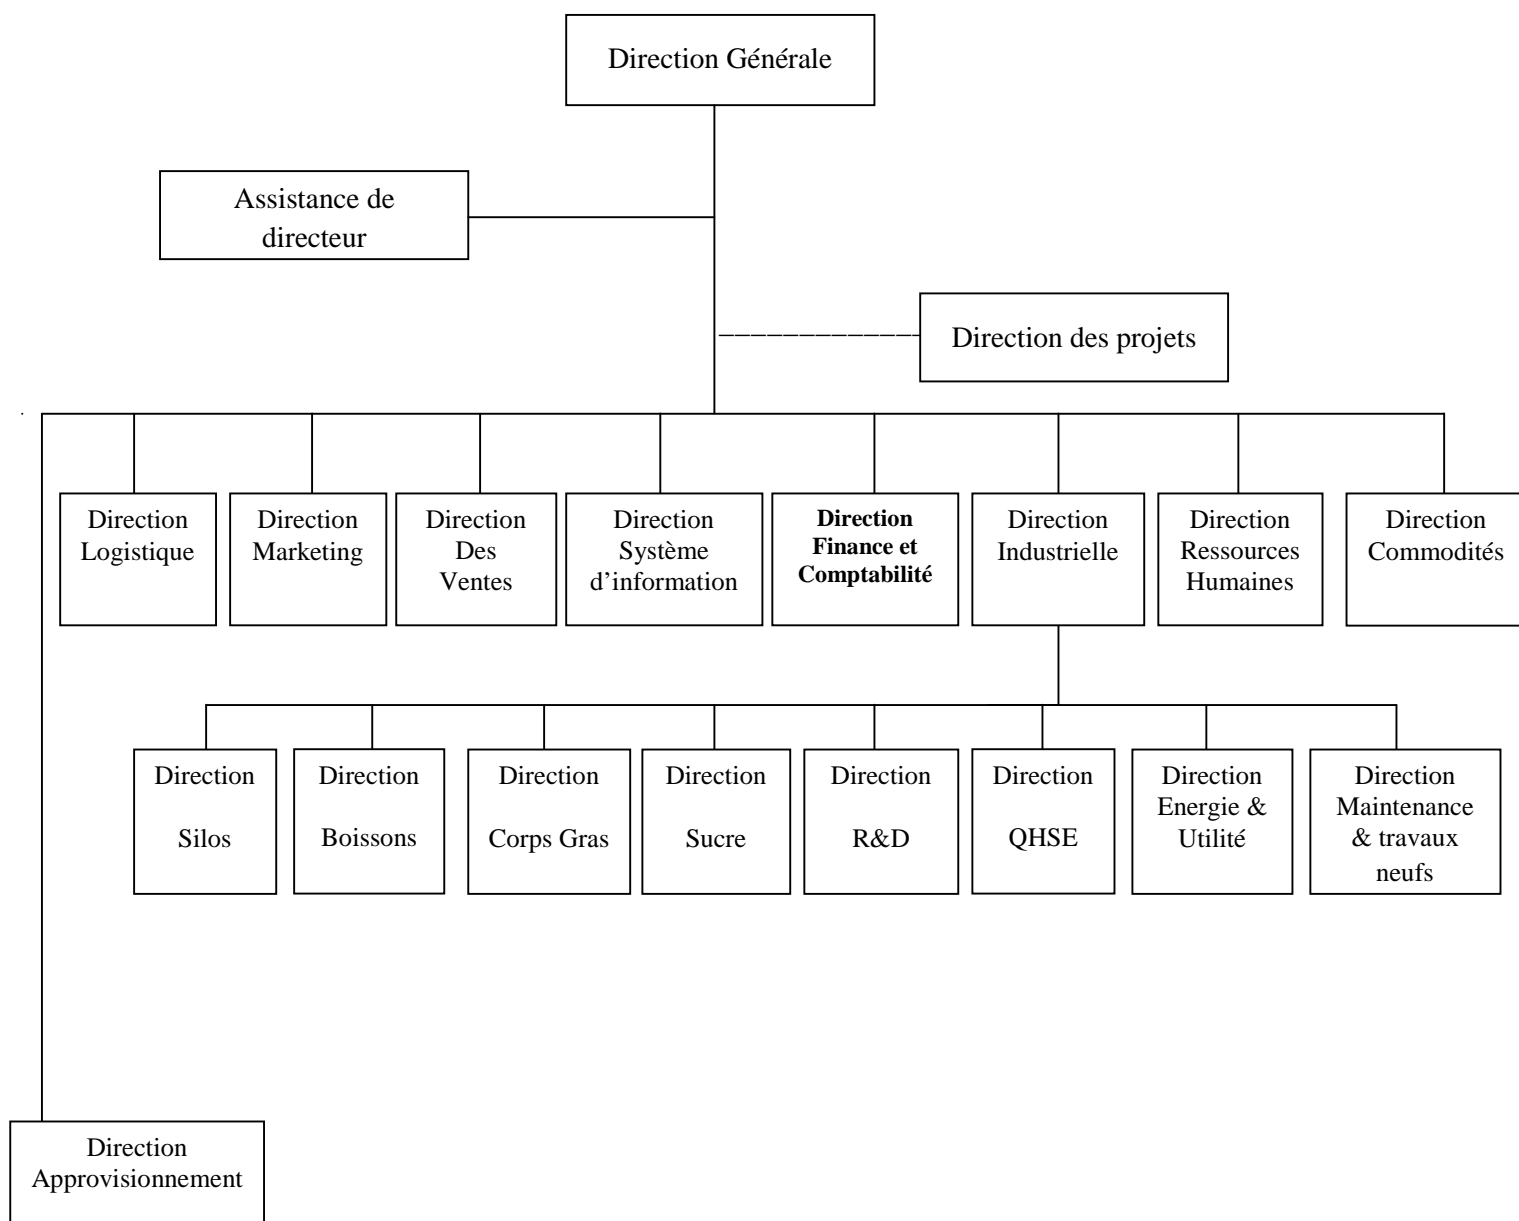 Direction Générale
Assistance de
directeur
Direction des projets
Direction
Logistique
Direction
Marketing
Direction
Des
Ventes
Direction
Système
d’information
Direction
Finance et
Comptabilité
Direction
Industrielle
Direction
Ressources
Humaines
Direction
Commodités
Direction
Silos
Direction
Boissons
Direction
Corps Gras
Direction
Sucre
Direction
R&D
Direction
QHSE
Direction
Energie &
Utilité
Direction
Maintenance
& travaux
neufs
Direction
Approvisionnement